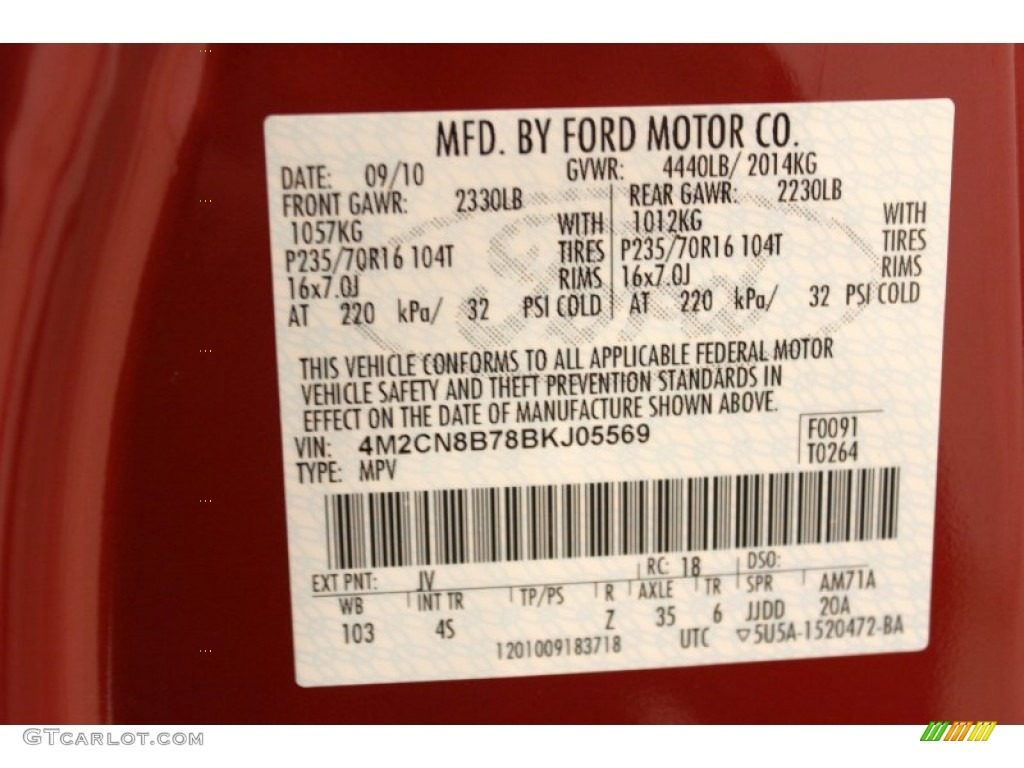 MFD. BY FORD MOTOR CO.
DATE: 09/10 GVWR: 4440LB/ 2014KG
FRONT GAWR: 2330LB REAR GAWR: 2230LB
1057KG WITH 1012KG WITH
P235/70R16 104T TIRES P235/70R16 104T TIRES
16x7.0J RIMS 16x7.0J RIMS
AT 220 kPa/ 32 PSI COLD AT 220 kPa/ 32 PSI COLD
Ford
THIS VEHICLE CONFORMS TO ALL APPLICABLE FEDERAL MOTOR
VEHICLE SAFETY AND THEFT PREVENTION STANDARDS IN
EFFECT ON THE DATE OF MANUFACTURE SHOWN ABOVE.
VIN: 4M2CN8B78BKJ05569 F0091
TYPE: MPV T0264
EXT PNT: JV RC: 18 DSO:
WB INT TR TP/PS R AXLE TR SPR AM71A
103 4S Z 35 6 JJDD 20A
1201009183718 UTC ▽5U5A-1520472-BA
GTCARLOT.COM